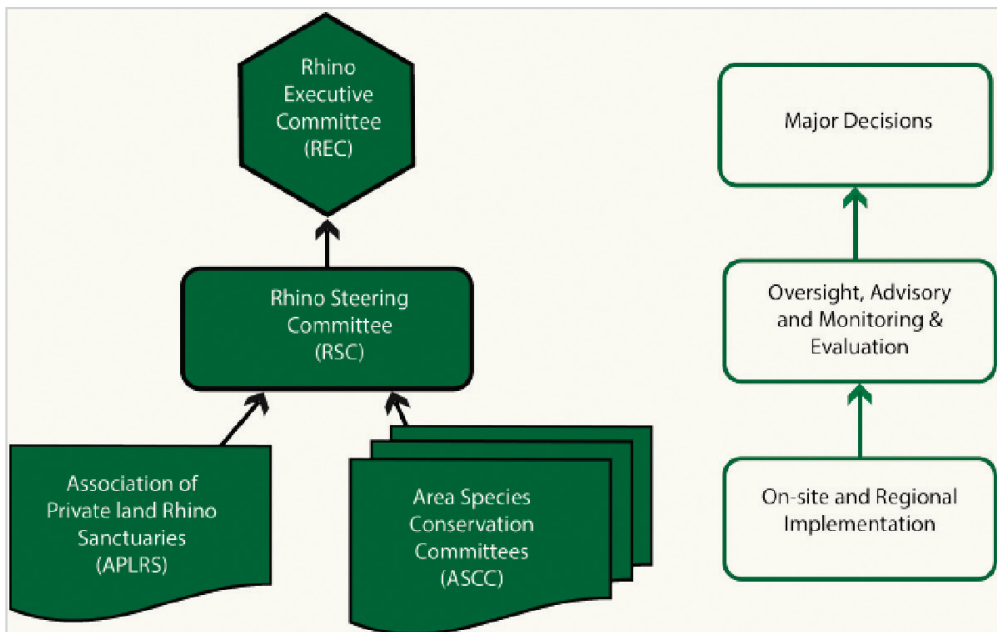 Rhino
Executive
Committee
(REC)
Major Decisions
Rhino Steering
Committee
(RSC)
Oversight, Advisory
and Monitoring &
Evaluation
Association of
Private land Rhino
Sanctuaries
(APLRS)
Area Species
Conservation
Committees
(ASCC)
On-site and Regional
Implementation